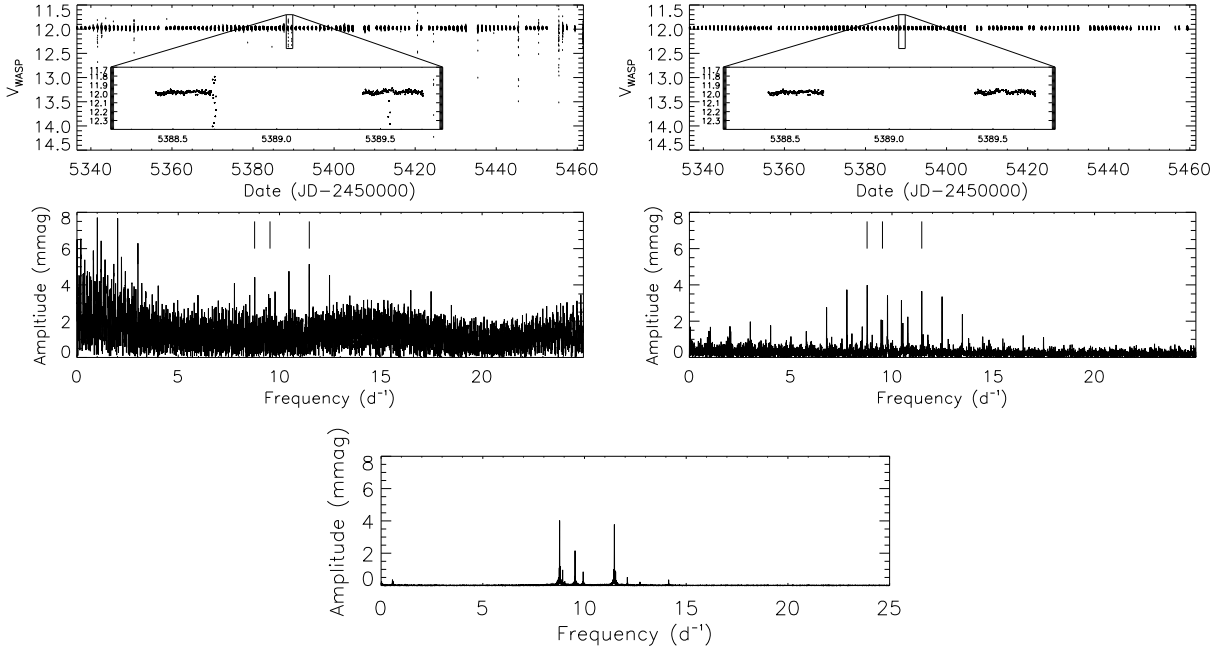 V_WASP
11.5
12.0
12.5
13.0
13.5
14.0
14.5
11.7
11.8
11.9
12.0
12.1
12.2
12.3
5388.5 5389.0 5389.5
5340 5360 5380 5400 5420 5440 5460
Date (JD-2450000)
V_WASP
11.5
12.0
12.5
13.0
13.5
14.0
14.5
11.7
11.8
11.9
12.0
12.1
12.2
12.3
5388.5 5389.0 5389.5
5340 5360 5380 5400 5420 5440 5460
Date (JD-2450000)
Ampltiude (mmag)
8
6
4
2
0
0 5 10 15 20
Frequency (d⁻¹)
Ampltiude (mmag)
8
6
4
2
0
0 5 10 15 20
Frequency (d⁻¹)
Amplitude (mmag)
8
6
4
2
0
0 5 10 15 20 25
Frequency (d⁻¹)